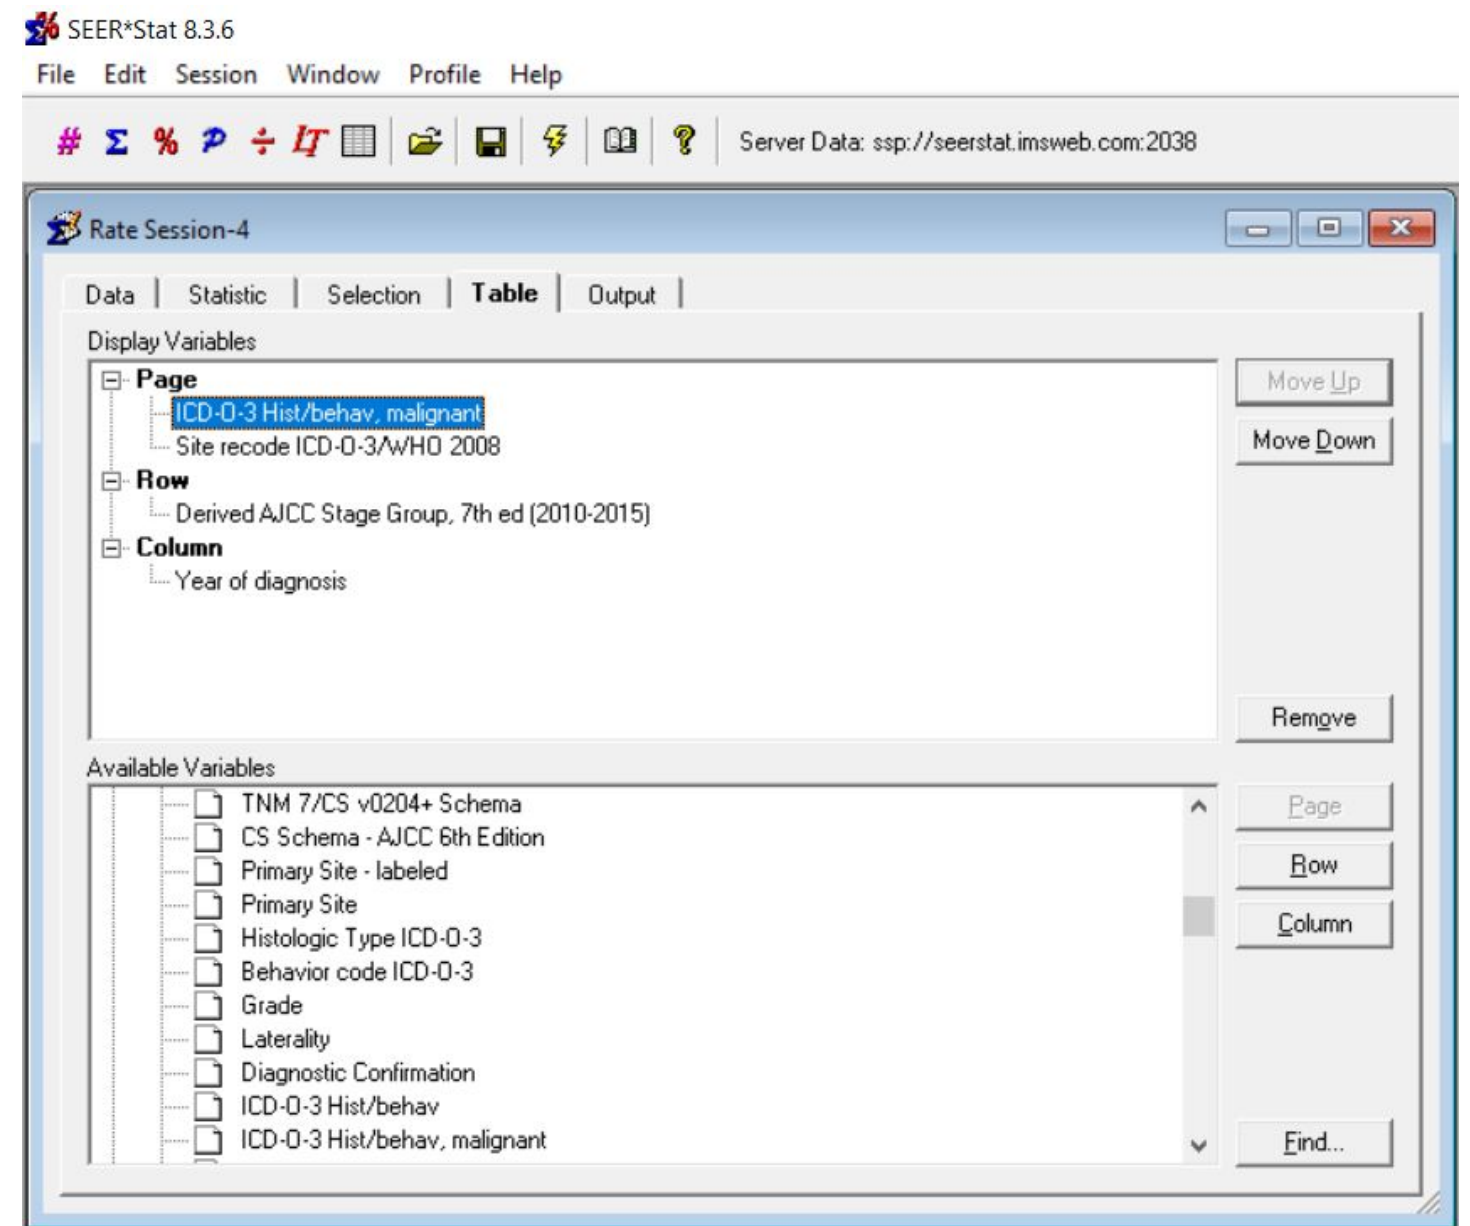 SEER*Stat 8.3.6
File Edit Session Window Profile Help
# Σ % P ÷ LT ? Server Data: ssp://seerstat.imsweb.com:2038
Rate Session-4
Data Statistic Selection Table Output
Display Variables
Page
ICD-O-3 Hist/behav, malignant
Site recode ICD-O-3/WHO 2008
Row
Derived AJCC Stage Group, 7th ed (2010-2015)
Column
Year of diagnosis
Move Up
Move Down
Remove
Available Variables
TNM 7/CS v0204+ Schema
CS Schema - AJCC 6th Edition
Primary Site - labeled
Primary Site
Histologic Type ICD-O-3
Behavior code ICD-O-3
Grade
Laterality
Diagnostic Confirmation
ICD-O-3 Hist/behav
ICD-O-3 Hist/behav, malignant
Page
Row
Column
Find...